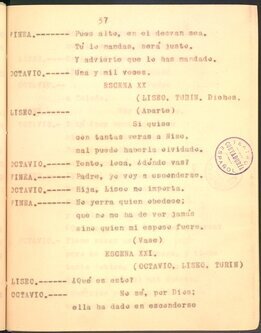 37
FINEA.------- Pues alto, en el desvan sea.
Tú lo mandas, será justo.
Y advierte que lo has mandado.
OCTAVIO.----- Una y mil veces.
ESCENA XX
(LISEO, TURIN, Dichos.
LISEO.------- (Aparte)
Si quise
con tantas veras a Nise,
mal puedo haberla olvidado.
OCTAVIO.----- Tente, loca, ¿dónde vas?
FINEA.------- Padre, yo voy a esconderme.
OCTAVIO.----- Hija, Liseo no importa.
FINEA.------- No yerra quien obedece;
que no me ha de ver jamás
sino quien mi esposo fuere.
(Vase)
ESCENA XXI.
(OCTAVIO, LISEO, TURIN)
LISEO.------- ¿Qué es esto?
OCTAVIO.----- No sé, por Dios;
ella ha dado en esconderse